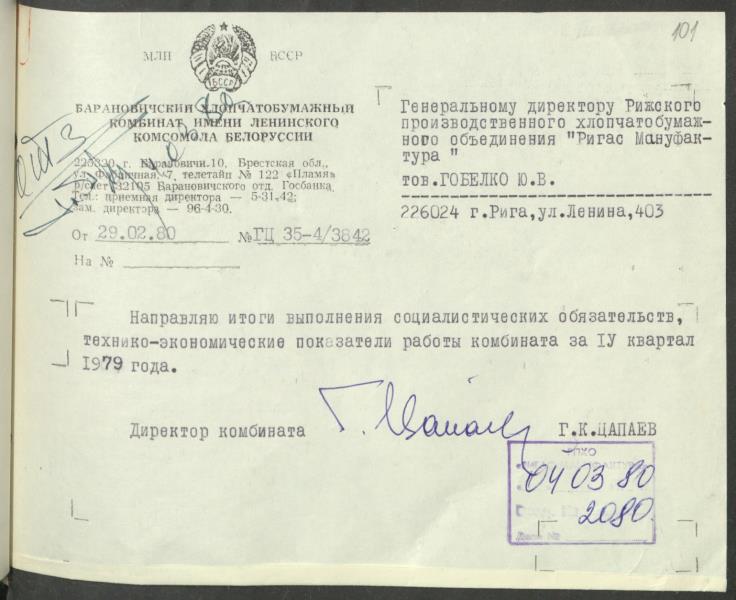 101
МЛП БССР
БССР
БАРАНОВИЧСКИЙ ХЛОПЧАТОБУМАЖНЫЙ
КОМБИНАТ ИМЕНИ ЛЕНИНСКОГО
КОМСОМОЛА БЕЛОРУССИИ
225320 г. Барановичи-10, Брестская обл.,
ул. Фабричная, 7, телетайп № 122 «Пламя»
р/счет 32105 Барановичского отд. Госбанка.
Тел.: приемная директора — 5-31-42;
зам. директора — 96-4-30.
От 29.02.80 № ГЦ 35-4/3842
На №
Генеральному директору Рижского
производственного хлопчатобумаж-
ного объединения "Ригас Мануфак-
тура "
тов.ГОБЕЛКО Ю.В.
226024 г.Рига,ул.Ленина,403
Направляю итоги выполнения социалистических обязательств,
технико-экономические показатели работы комбината за IУ квартал
1979 года.
Директор комбината Г.К.ЦАПАЕВ
ПХО
04 03 80
2080